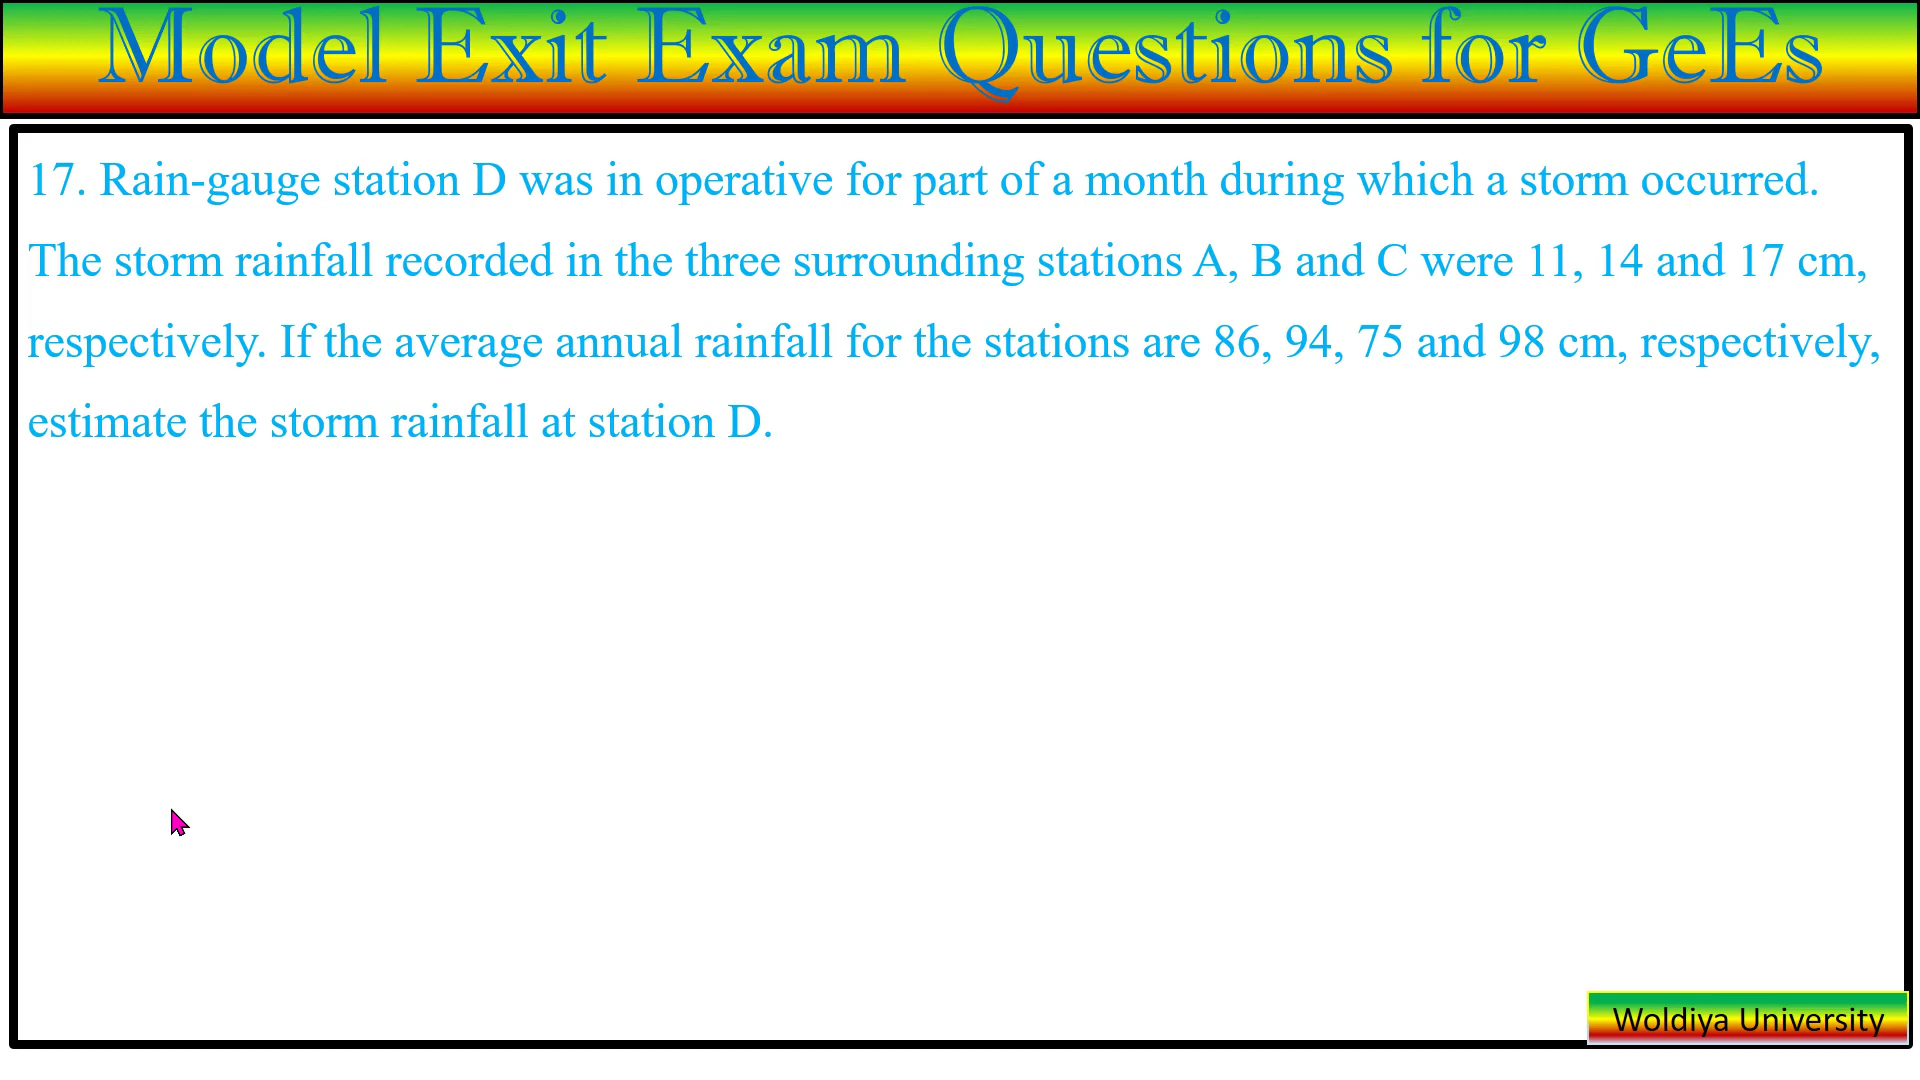 Model Exit Exam Questions for GeEs
17. Rain-gauge station D was in operative for part of a month during which a storm occurred.
The storm rainfall recorded in the three surrounding stations A, B and C were 11, 14 and 17 cm,
respectively. If the average annual rainfall for the stations are 86, 94, 75 and 98 cm, respectively,
estimate the storm rainfall at station D.
Woldiya University